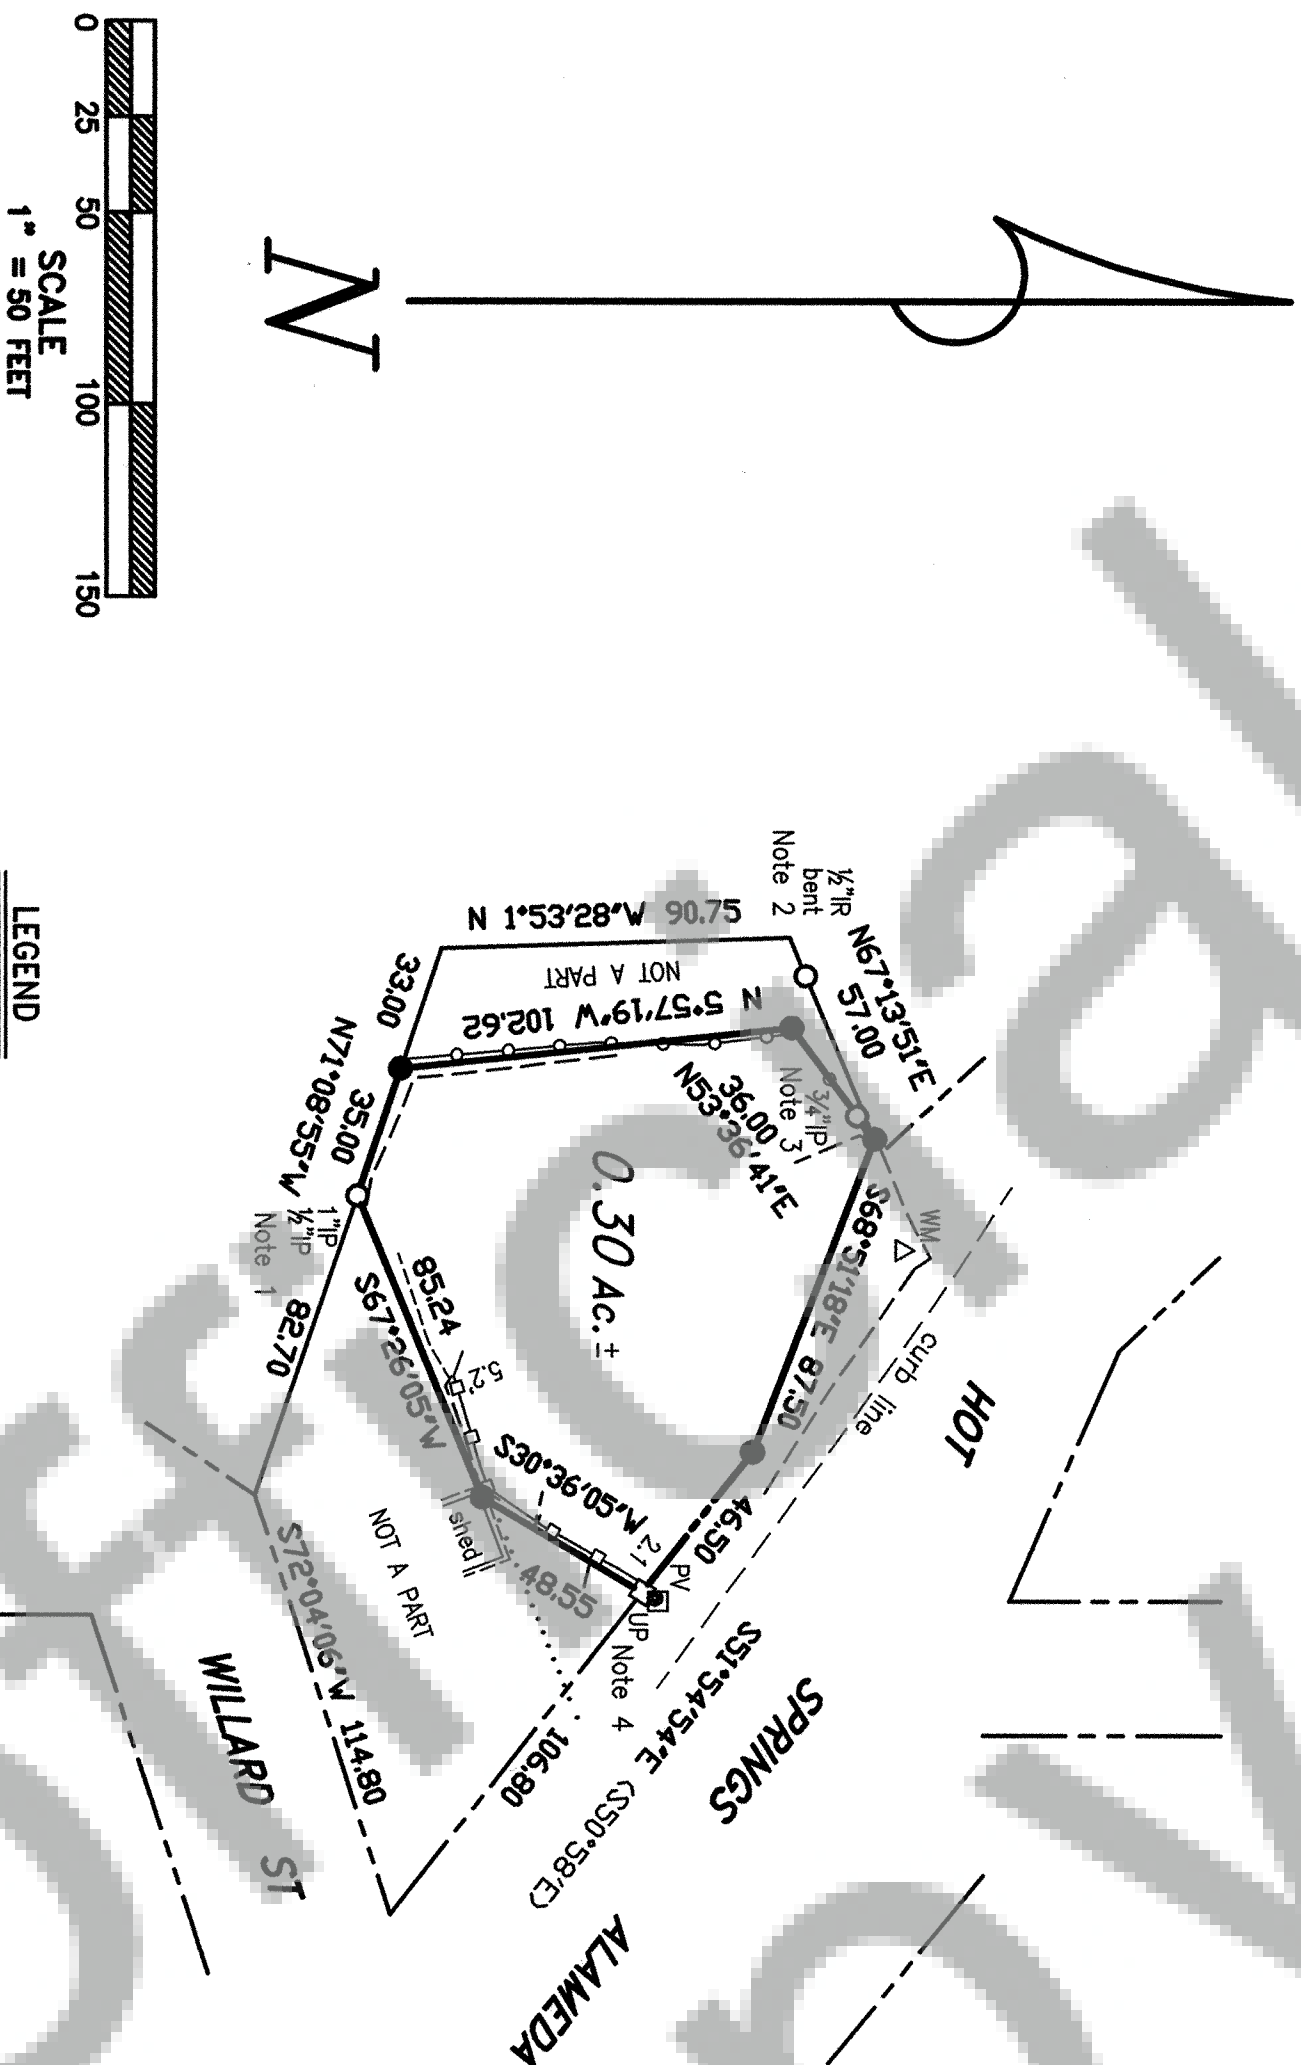 N
0 25 50 100 150
SCALE
1" = 50 FEET
LEGEND
HOT
SPRINGS
ALAMEDA
WILLARD ST
curb line
WM
N67°13'51"E
57.00
½"IR
bent
Note 2
N 1°53'28"W 90.75
NOT A PART
N 5°57'19"W 102.62
¾"IP
Note 3
36.00
N53°36'41"E
S68°51'18"E 87.50
46.50
S51°54'54"E (S50°58'E)
0.30 Ac.±
33.00
35.00
N71°08'55"W
1"IP
½"IP
Note 1
82.70
85.24
S67°26'05"W
5.2'
S30°36'05"W
48.55
2.1
PV
UP
Note 4
shed
NOT A PART
106.80
S72°04'06"W 114.80